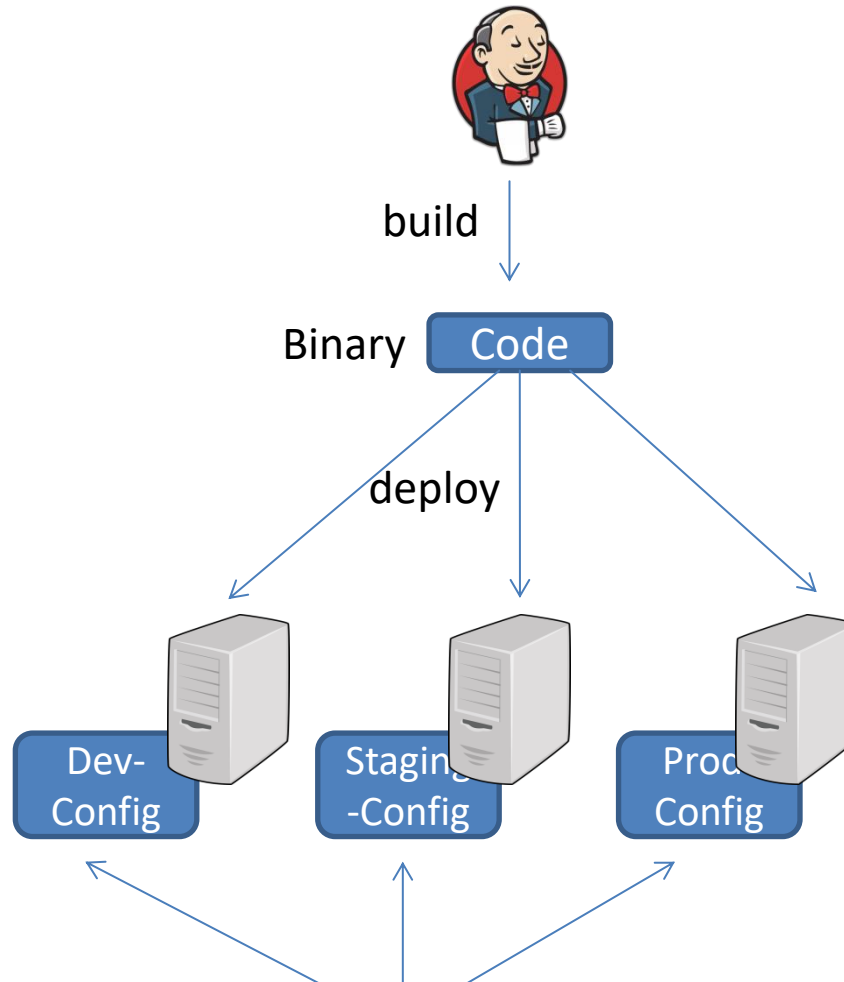 build
Binary
Code
deploy
Dev-
Config
Staging
-Config
Prod-
Config